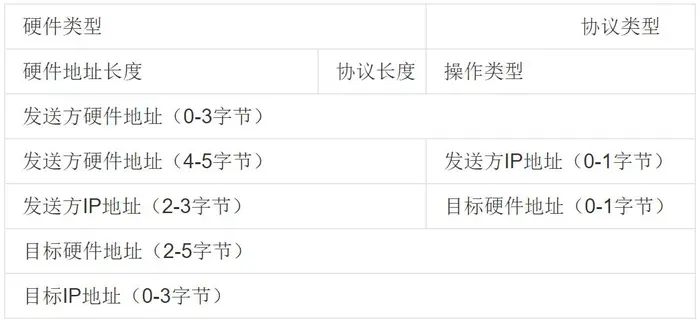 硬件类型 协议类型
硬件地址长度 协议长度 操作类型
发送方硬件地址（0-3字节）
发送方硬件地址（4-5字节） 发送方IP地址（0-1字节）
发送方IP地址（2-3字节） 目标硬件地址（0-1字节）
目标硬件地址（2-5字节）
目标IP地址（0-3字节）